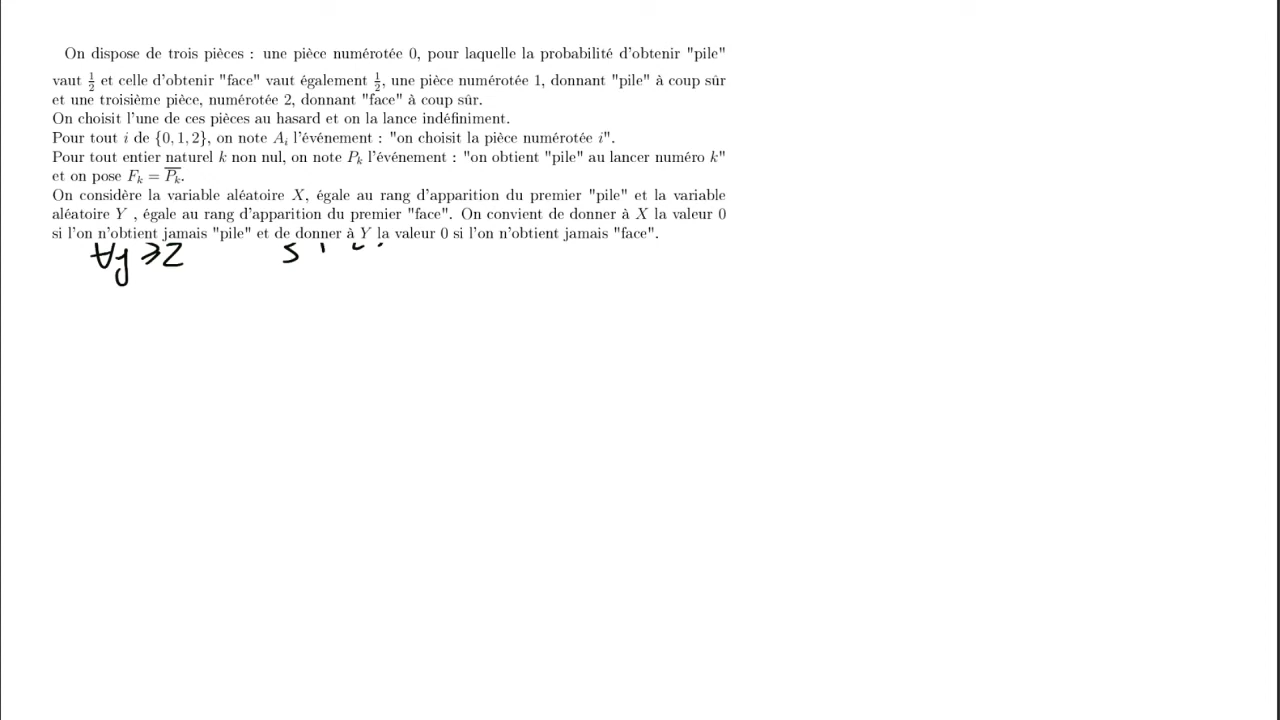 On dispose de trois pièces : une pièce numérotée 0, pour laquelle la probabilité d'obtenir "pile"
vaut 1/2 et celle d'obtenir "face" vaut également 1/2, une pièce numérotée 1, donnant "pile" à coup sûr
et une troisième pièce, numérotée 2, donnant "face" à coup sûr.
On choisit l'une de ces pièces au hasard et on la lance indéfiniment.
Pour tout i de {0, 1, 2}, on note A_i l'événement : "on choisit la pièce numérotée i".
Pour tout entier naturel k non nul, on note P_k l'événement : "on obtient "pile" au lancer numéro k"
et on pose F_k = \overline{P_k}.
On considère la variable aléatoire X, égale au rang d'apparition du premier "pile" et la variable
aléatoire Y , égale au rang d'apparition du premier "face". On convient de donner à X la valeur 0
si l'on n'obtient jamais "pile" et de donner à Y la valeur 0 si l'on n'obtient jamais "face".
∀y ⩾ 2